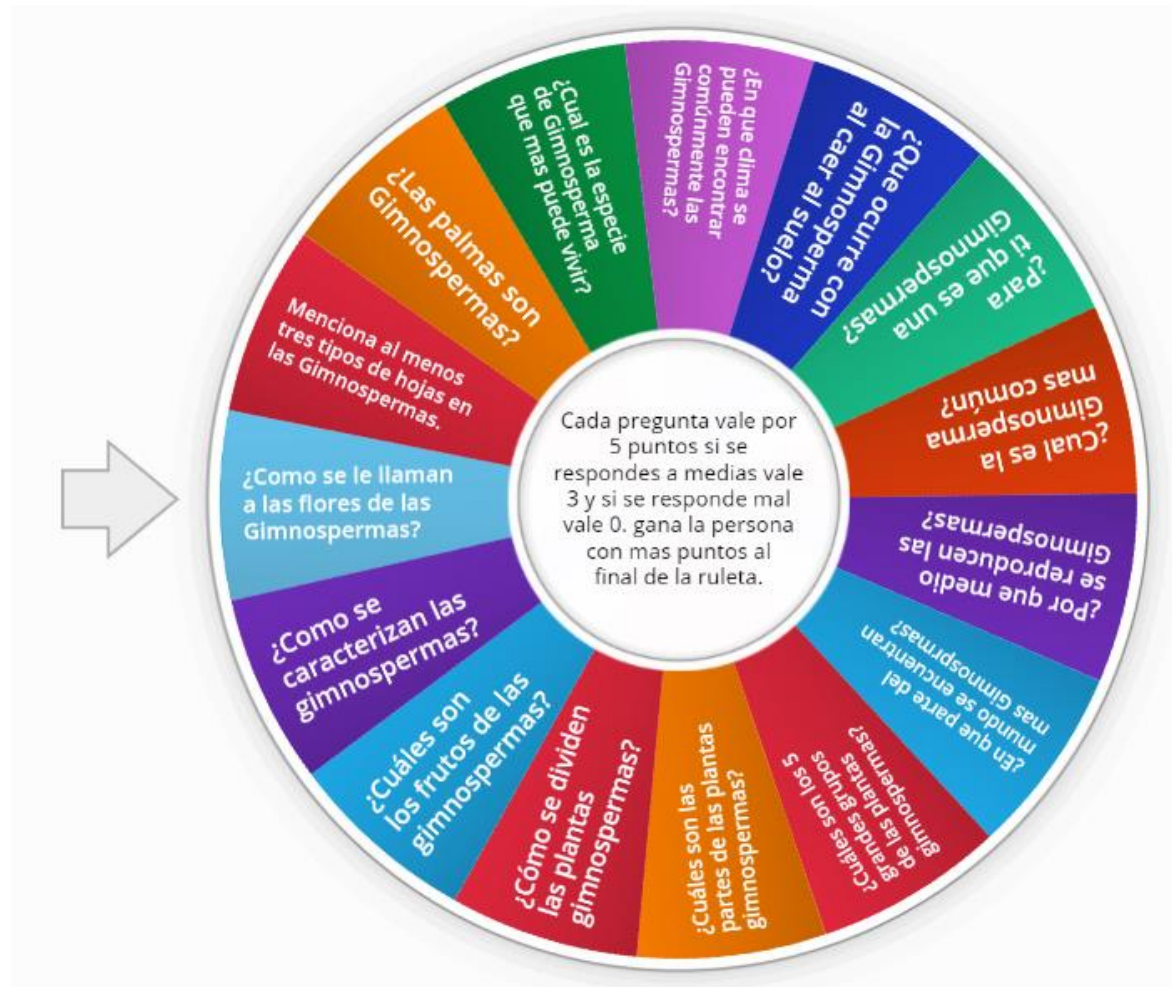 ¿En que clima se
pueden encontrar
comúnmente las
Gimnospermas?
¿Que ocurre con
la Gimnosperma
al caer al suelo?
¿Para
ti que es una
Gimnospermas?
¿Cual es la
Gimnosperma
mas común?
¿Por que medio
se reproducen las
Gimnospermas?
¿En que parte del
mundo se encuentran
mas Gimnosprmas?
¿Cuáles son los 5
grandes grupos
de las plantas
gimnospermas?
¿Cuáles son las
partes de las plantas
gimnospermas?
¿Cómo se dividen
las plantas
gimnospermas?
¿Cuáles son
los frutos de las
gimnospermas?
¿Como se
caracterizan las
gimnospermas?
¿Como se le llaman
a las flores de las
Gimnospermas?
Menciona al menos
tres tipos de hojas en
las Gimnospermas.
¿Las palmas son
Gimnospermas?
¿Cual es la especie
de Gimnosperma
que mas puede vivir?
Cada pregunta vale por
5 puntos si se
respondes a medias vale
3 y si se responde mal
vale 0. gana la persona
con mas puntos al
final de la ruleta.